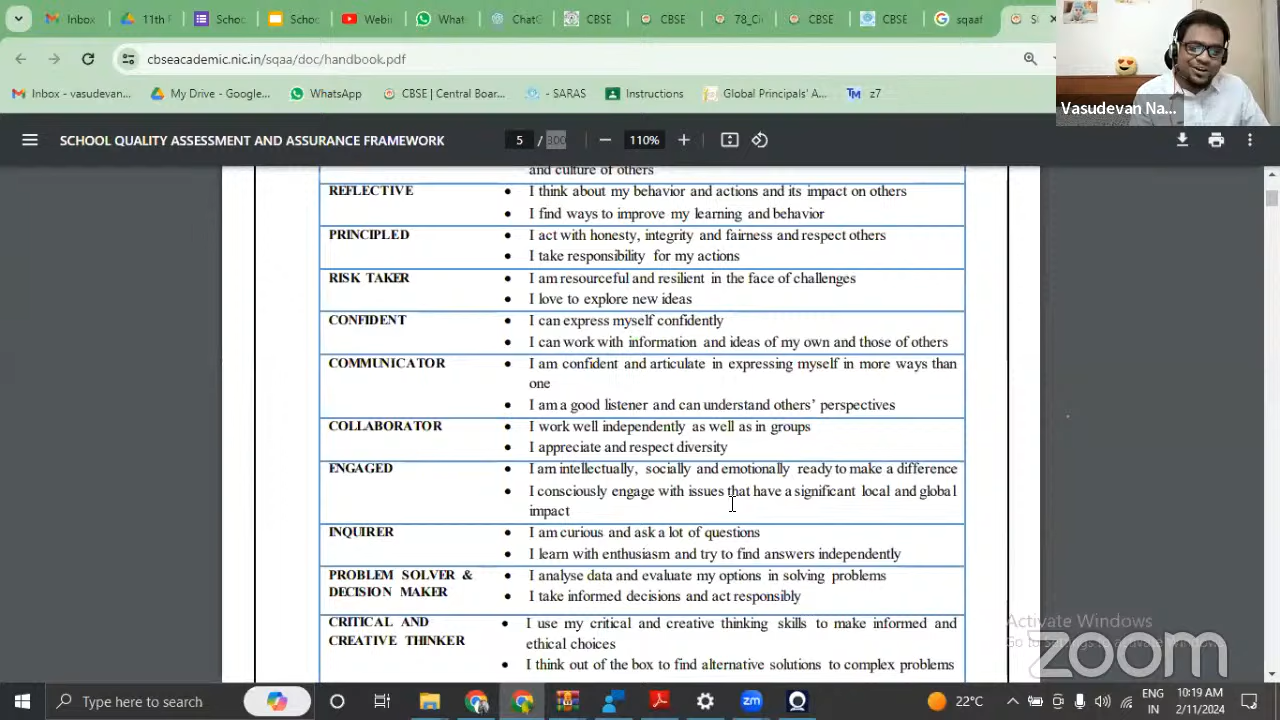 Inbox
11th F
Schoc
Schoo
Webii
What
ChatG
CBSE
CBSE
78_Ci
CBSE
CBSE
sqaaf
cbseacademic.nic.in/sqaa/doc/handbook.pdf
Inbox - vasudevan...
My Drive - Google...
WhatsApp
CBSE | Central Boar...
- SARAS
Instructions
Global Principals' A...
z7
Vasudevan Na...
SCHOOL QUALITY ASSESSMENT AND ASSURANCE FRAMEWORK
5 / 300
110%
and culture of others
REFLECTIVE
• I think about my behavior and actions and its impact on others
• I find ways to improve my learning and behavior
PRINCIPLED
• I act with honesty, integrity and fairness and respect others
• I take responsibility for my actions
RISK TAKER
• I am resourceful and resilient in the face of challenges
• I love to explore new ideas
CONFIDENT
• I can express myself confidently
• I can work with information and ideas of my own and those of others
COMMUNICATOR
• I am confident and articulate in expressing myself in more ways than
one
• I am a good listener and can understand others' perspectives
COLLABORATOR
• I work well independently as well as in groups
• I appreciate and respect diversity
ENGAGED
• I am intellectually, socially and emotionally ready to make a difference
• I consciously engage with issues that have a significant local and global
impact
INQUIRER
• I am curious and ask a lot of questions
• I learn with enthusiasm and try to find answers independently
PROBLEM SOLVER &
DECISION MAKER
• I analyse data and evaluate my options in solving problems
• I take informed decisions and act responsibly
CRITICAL AND
CREATIVE THINKER
• I use my critical and creative thinking skills to make informed and
ethical choices
• I think out of the box to find alternative solutions to complex problems
Activate Windows
zoom
Type here to search
22°C
ENG
IN
10:19 AM
2/11/2024